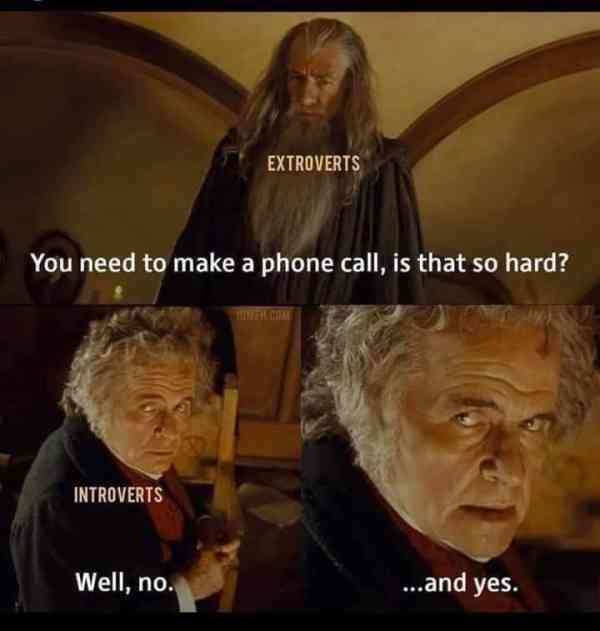 EXTROVERTS
You need to make a phone call, is that so hard?
INTROVERTS
Well, no.
...and yes.